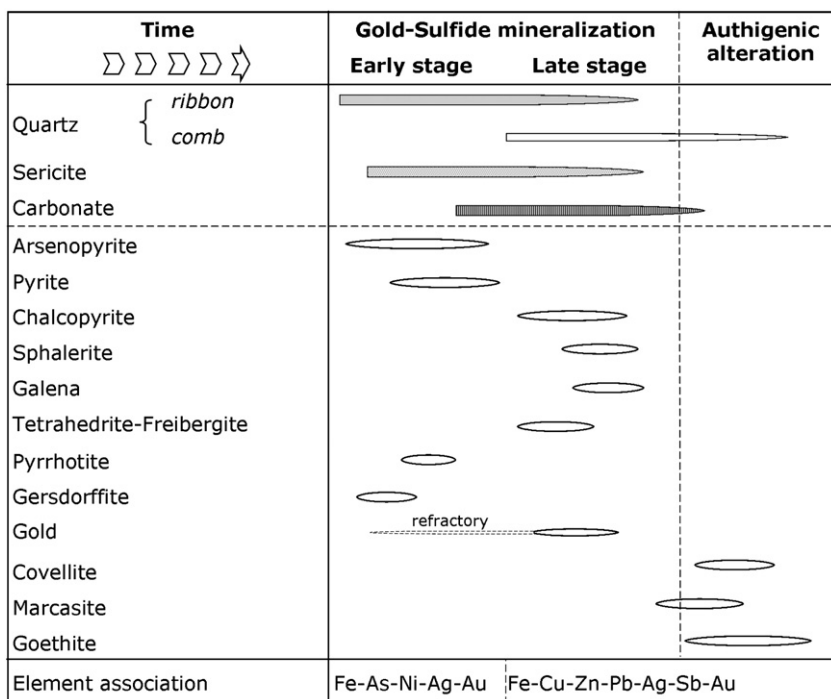 Time
Gold-Sulfide mineralization
Authigenic
alteration
Early stage
Late stage
Quartz
ribbon
comb
Sericite
Carbonate
Arsenopyrite
Pyrite
Chalcopyrite
Sphalerite
Galena
Tetrahedrite-Freibergite
Pyrrhotite
Gersdorffite
Gold
refractory
Covellite
Marcasite
Goethite
Element association
Fe-As-Ni-Ag-Au
Fe-Cu-Zn-Pb-Ag-Sb-Au